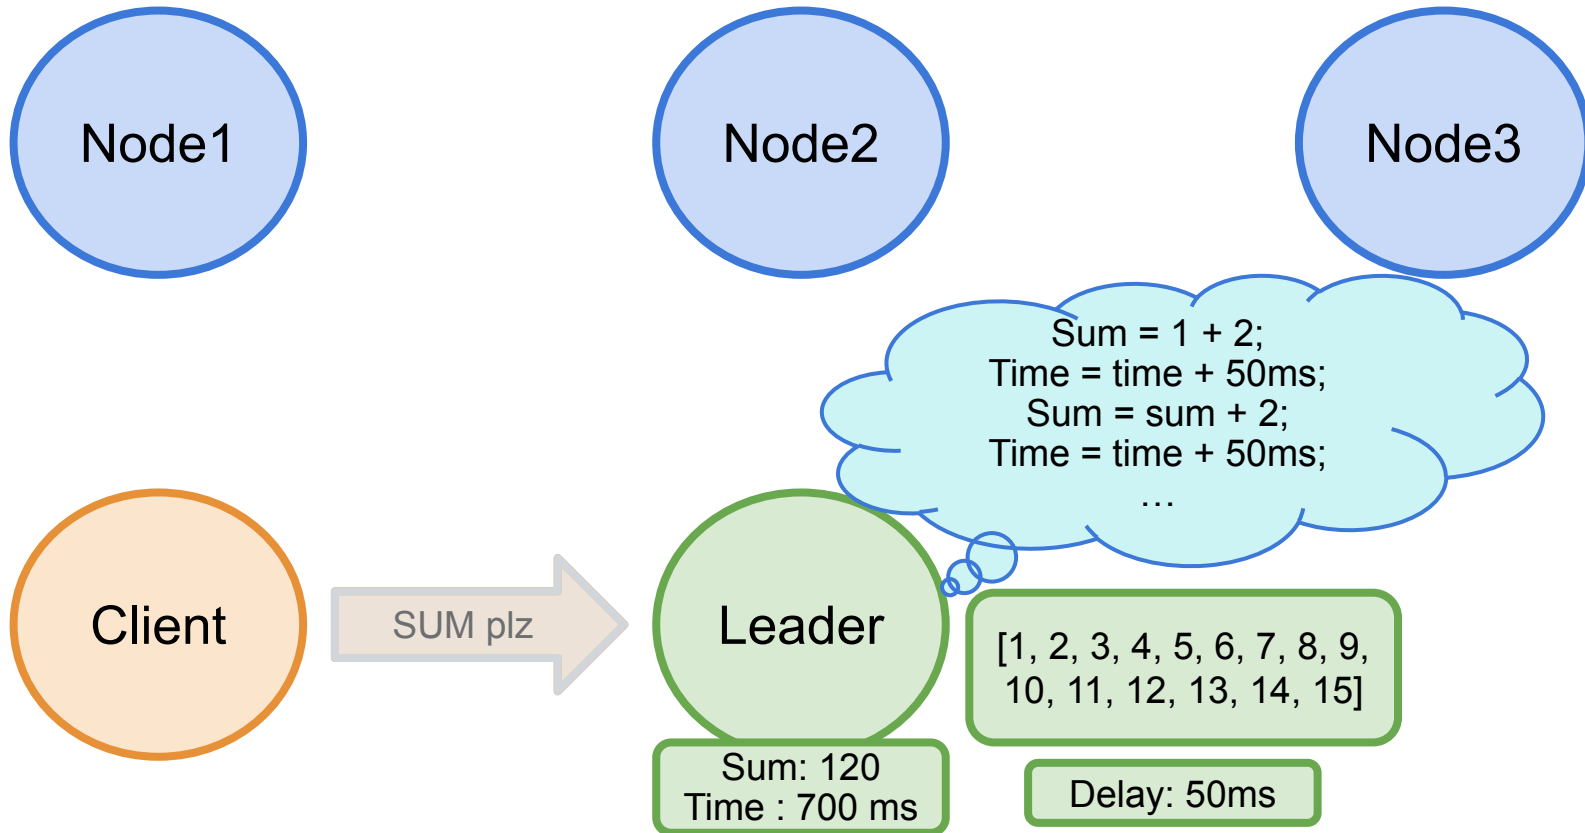 Node1
Node2
Node3
Sum = 1 + 2;
Time = time + 50ms;
Sum = sum + 2;
Time = time + 50ms;
…
Client
SUM plz
Leader
[1, 2, 3, 4, 5, 6, 7, 8, 9,
10, 11, 12, 13, 14, 15]
Sum: 120
Time : 700 ms
Delay: 50ms